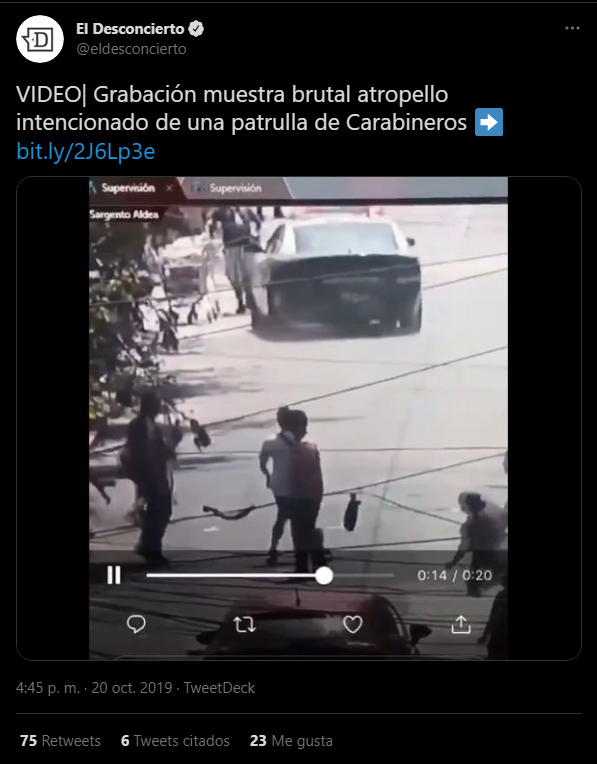 El Desconcierto
@eldesconcierto
VIDEO| Grabación muestra brutal atropello
intencionado de una patrulla de Carabineros ➡
bit.ly/2J6Lp3e
Supervisión × Supervisión
Sargento Aldea
0:14 / 0:20
4:45 p. m. · 20 oct. 2019 · TweetDeck
75 Retweets 6 Tweets citados 23 Me gusta